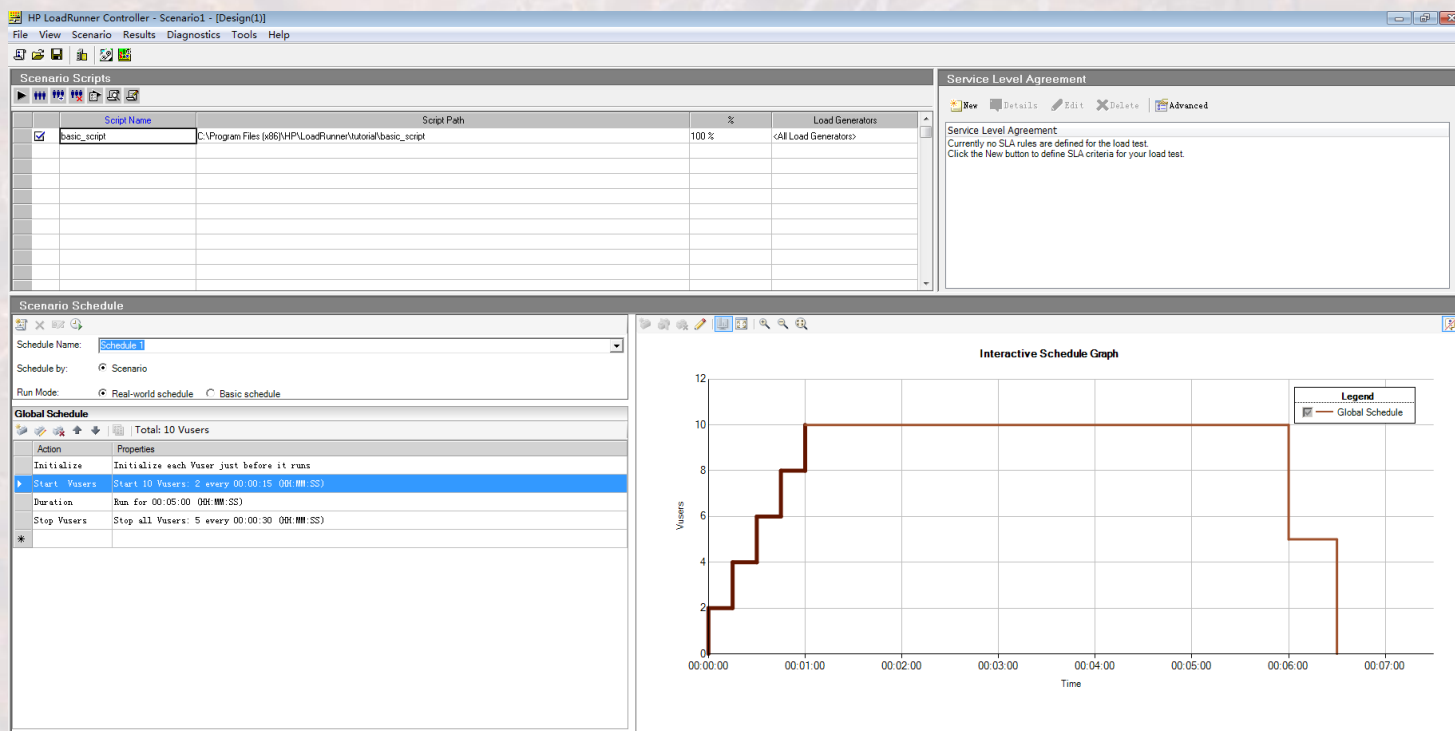 HP LoadRunner Controller - Scenario1 - [Design(1)]
File View Scenario Results Diagnostics Tools Help
Scenario Scripts
Script Name Script Path % Load Generators
basic_script C:\Program Files (x86)\HP\LoadRunner\tutorial\basic_script 100 % <All Load Generators>
Service Level Agreement
New Details Edit Delete Advanced
Service Level Agreement
Currently no SLA rules are defined for the load test.
Click the New button to define SLA criteria for your load test.
Scenario Schedule
Schedule Name: Schedule 1
Schedule by: Scenario
Run Mode: Real-world schedule Basic schedule
Global Schedule
Total: 10 Vusers
Action Properties
Initialize Initialize each Vuser just before it runs
Start Vusers Start 10 Vusers: 2 every 00:00:15 (HH:MM:SS)
Duration Run for 00:05:00 (HH:MM:SS)
Stop Vusers Stop all Vusers: 5 every 00:00:30 (HH:MM:SS)
Interactive Schedule Graph
Legend
Global Schedule
Vusers
12
10
8
6
4
2
0
00:00:00 00:01:00 00:02:00 00:03:00 00:04:00 00:05:00 00:06:00 00:07:00
Time